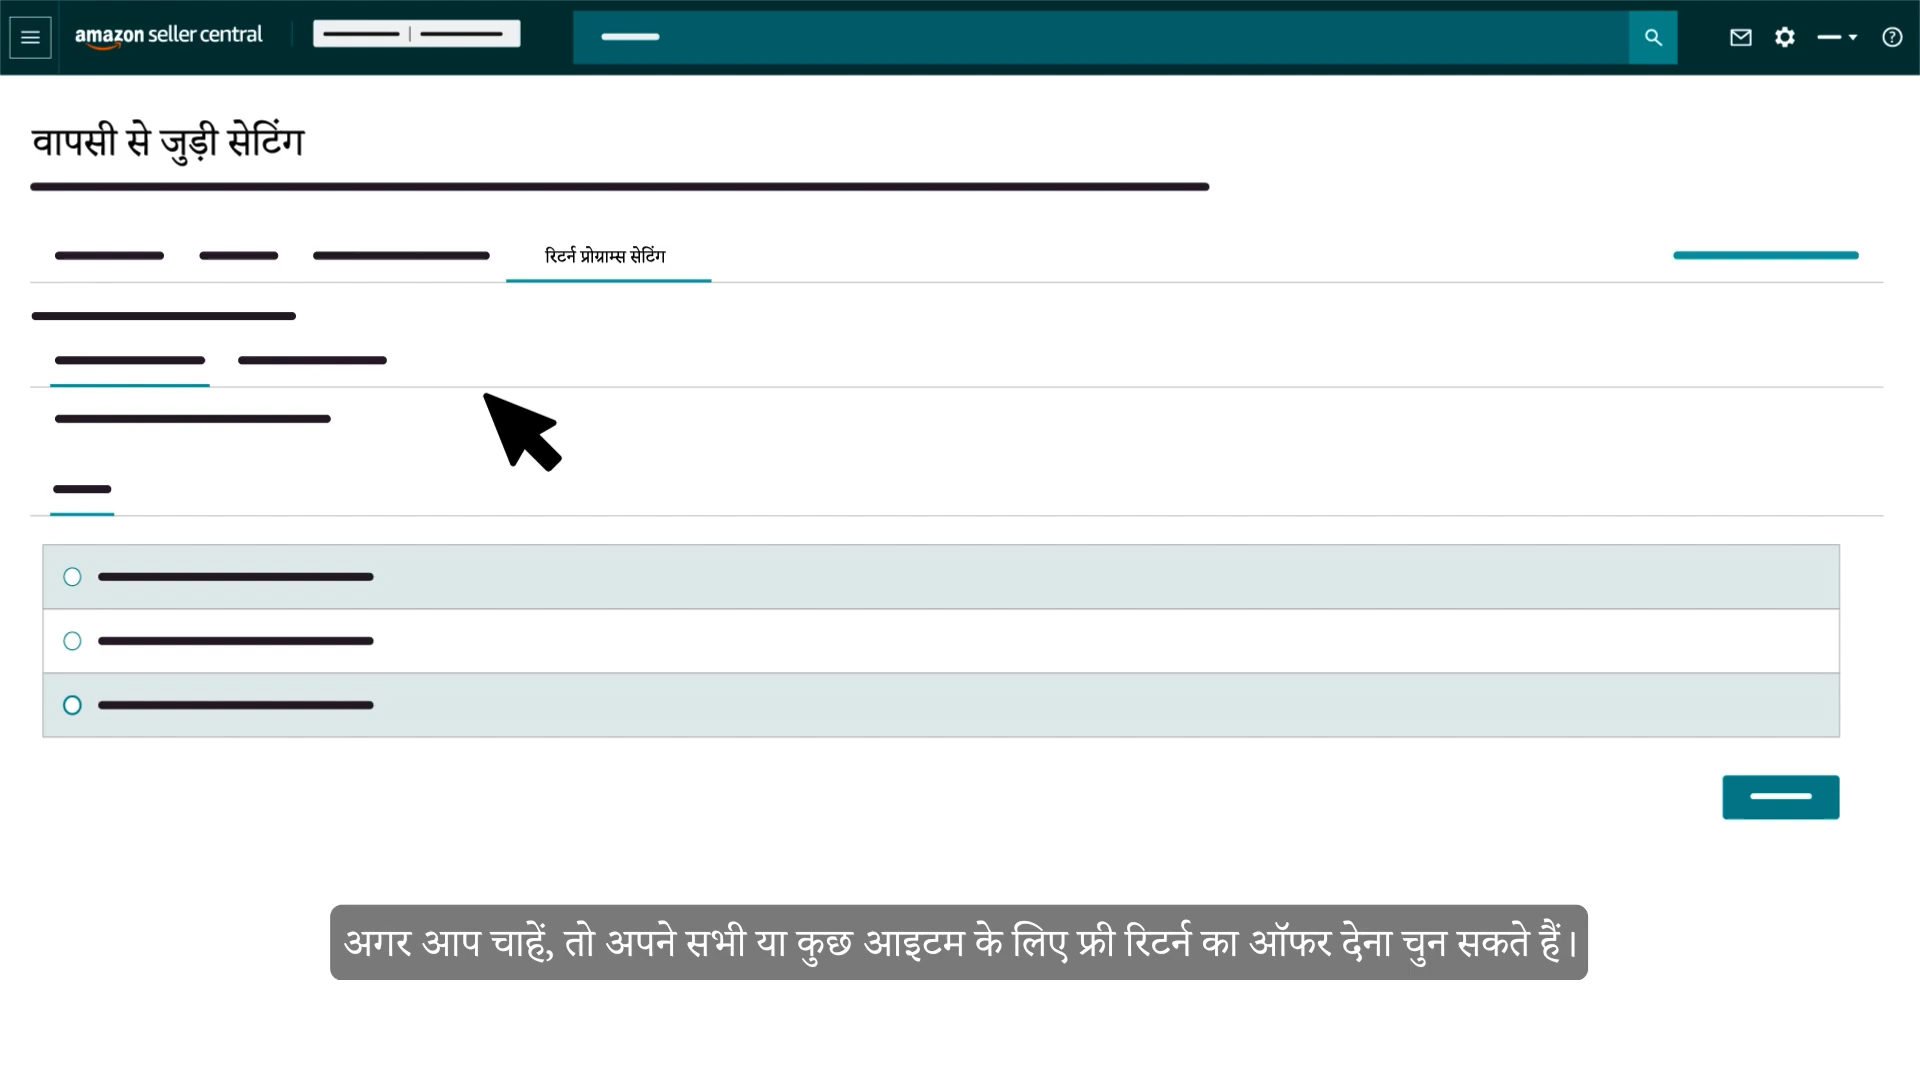 amazon seller central
वापसी से जुड़ी सेटिंग
रिटर्न प्रोग्राम्स सेटिंग
अगर आप चाहें, तो अपने सभी या कुछ आइटम के लिए फ्री रिटर्न का ऑफर देना चुन सकते हैं।